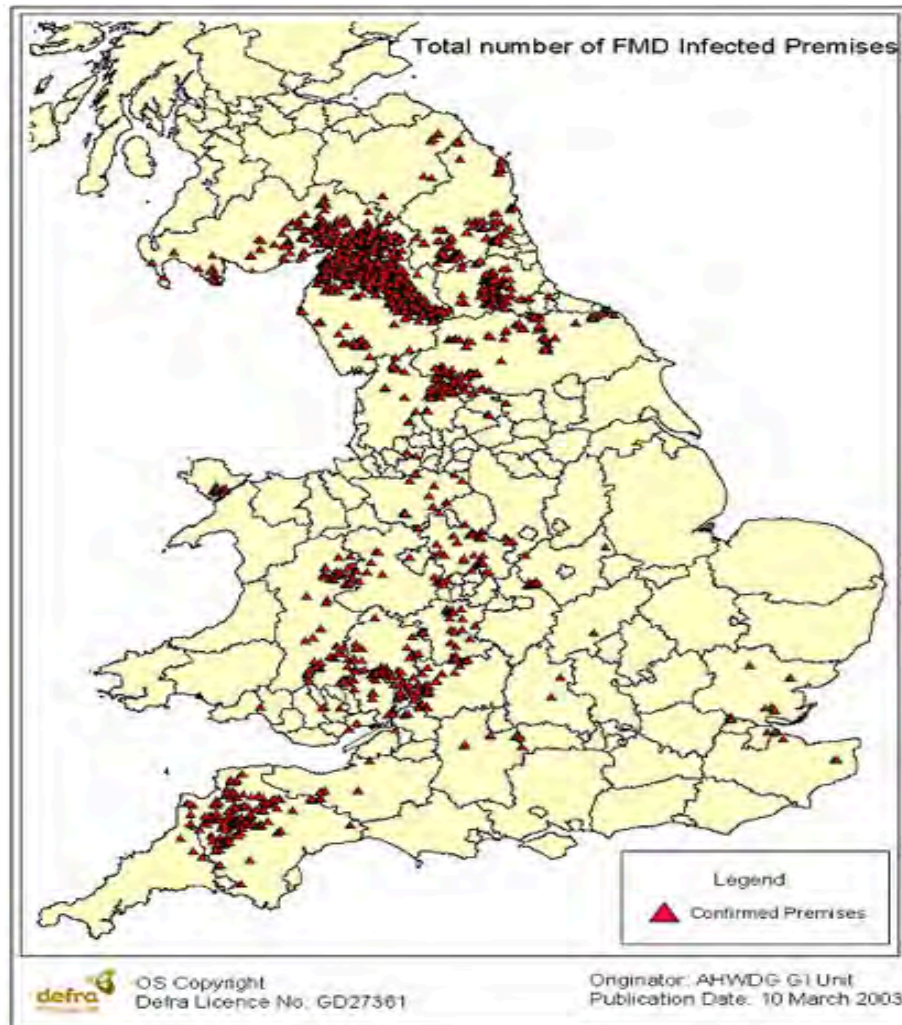 Total number of FMD Infected Premises
Legend
Confirmed Premises
defra
OS Copyright
Defra Licence No. GD27361
Originator: AHWDG GI Unit
Publication Date: 10 March 2003